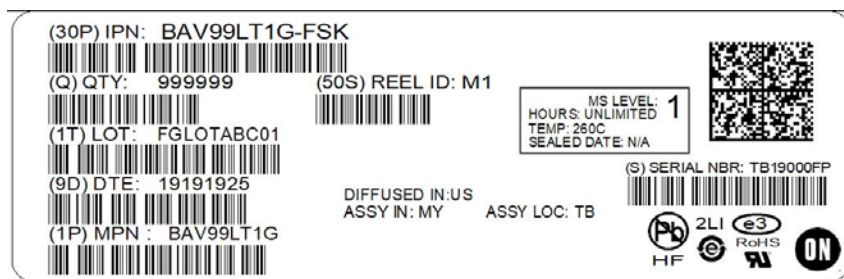 (30P) IPN: BAV99LT1G-FSK
(Q) QTY: 999999
(50S) REEL ID: M1
MS LEVEL: 1
HOURS: UNLIMITED
TEMP: 260C
SEALED DATE: N/A
(1T) LOT: FGLOTABC01
(S) SERIAL NBR: TB19000FP
(9D) DTE: 19191925
DIFFUSED IN:US
ASSY IN: MY ASSY LOC: TB
(1P) MPN : BAV99LT1G
Pb
HF
2LI
e
e3
RoHS
ON